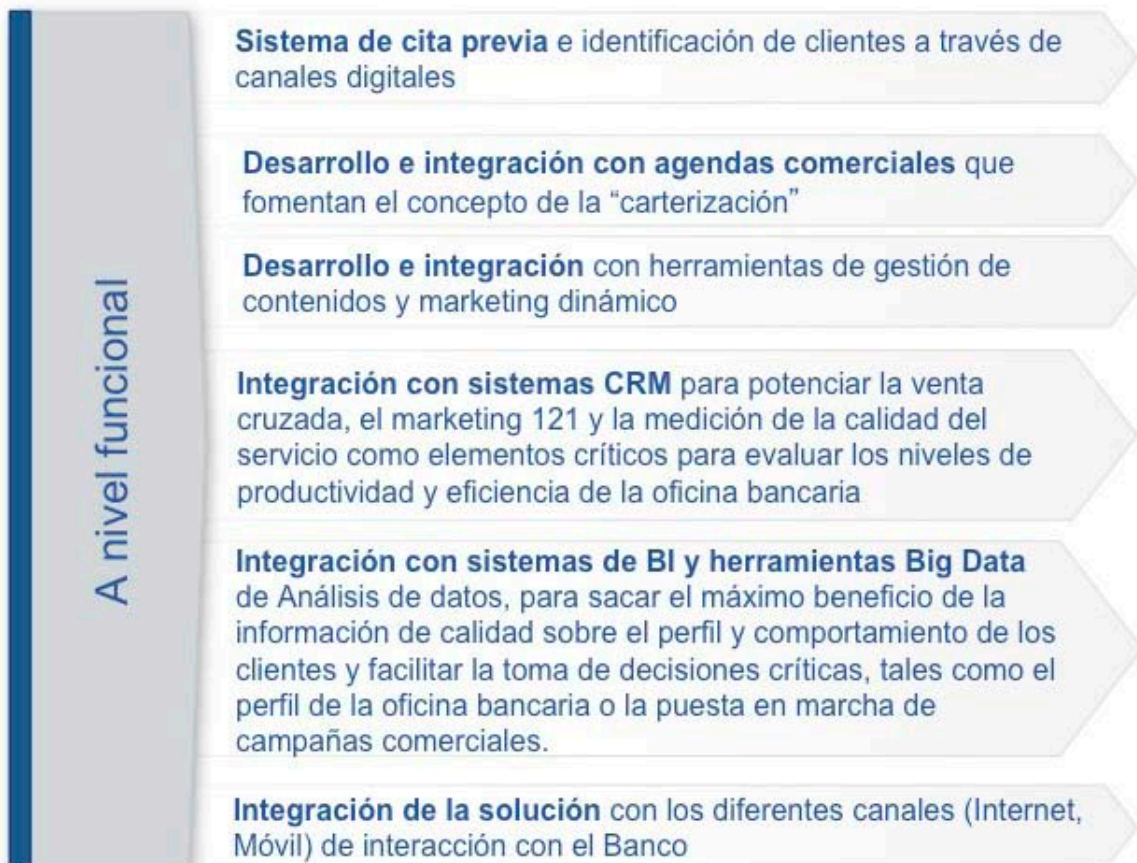 A nivel funcional
Sistema de cita previa e identificación de clientes a través de
canales digitales
Desarrollo e integración con agendas comerciales que
fomentan el concepto de la “carterización”
Desarrollo e integración con herramientas de gestión de
contenidos y marketing dinámico
Integración con sistemas CRM para potenciar la venta
cruzada, el marketing 121 y la medición de la calidad del
servicio como elementos críticos para evaluar los niveles de
productividad y eficiencia de la oficina bancaria
Integración con sistemas de BI y herramientas Big Data
de Análisis de datos, para sacar el máximo beneficio de la
información de calidad sobre el perfil y comportamiento de los
clientes y facilitar la toma de decisiones críticas, tales como el
perfil de la oficina bancaria o la puesta en marcha de
campañas comerciales.
Integración de la solución con los diferentes canales (Internet,
Móvil) de interacción con el Banco